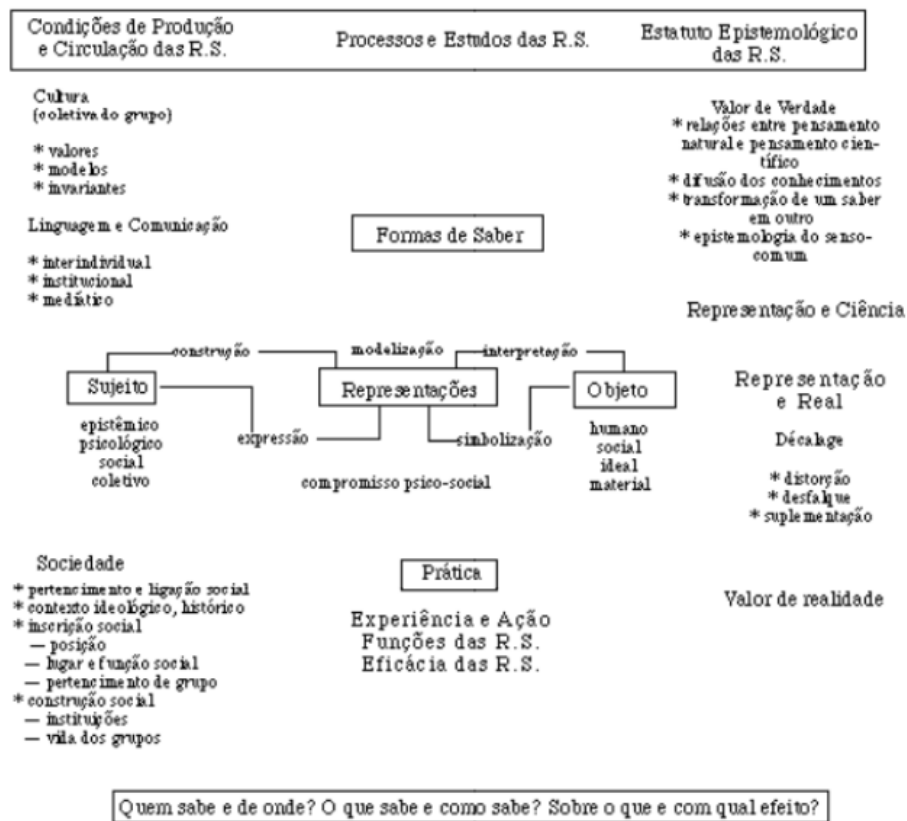 Condições de Produção
e Circulação das R.S.
Processos e Estudos das R.S.
Estatuto Epistemológico
das R.S.
Cultura
(coletiva do grupo)
* valores
* modelos
* invariantes
Linguagem e Comunicação
* interindividual
* institucional
* mediático
Formas de Saber
Valor de Verdade
* relações entre pensamento
natural e pensamento cien-
tífico
* difusão dos conhecimentos
* transformação de um saber
em outro
* epistemologia do senso-
comum
Representação e Ciência
construção
modelização
interpretação
Sujeito
Representações
Objeto
epistêmico
psicológico
social
coletivo
expressão
simbolização
humano
social
ideal
material
compromisso psico-social
Representação
e Real
Décalage
* distorção
* desfalque
* suplementação
Sociedade
* pertencimento e ligação social
* contexto ideológico, histórico
* inscrição social
— posição
— lugar e função social
— pertencimento de grupo
* construção social
— instituições
— vida dos grupos
Prática
Experiência e Ação
Funções das R.S.
Eficácia das R.S.
Valor de realidade
Quem sabe e de onde? O que sabe e como sabe? Sobre o que e com qual efeito?